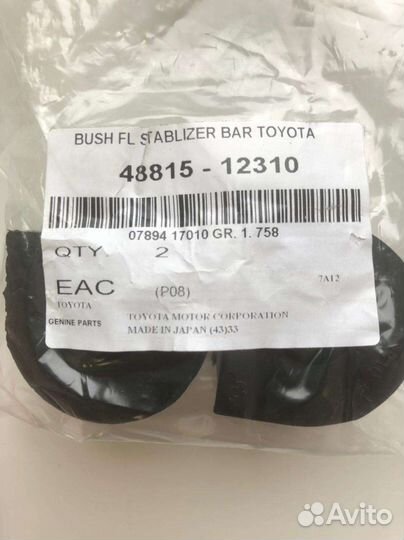 BUSH FL STABLIZER BAR TOYOTA
48815 - 12310
07894 17010 GR. 1. 758
QTY. 2
EAC (P08) 7A12
TOYOTA
GENINE PARTS
TOYOTA MOTOR CORPORATION
MADE IN JAPAN (43)33
Avito